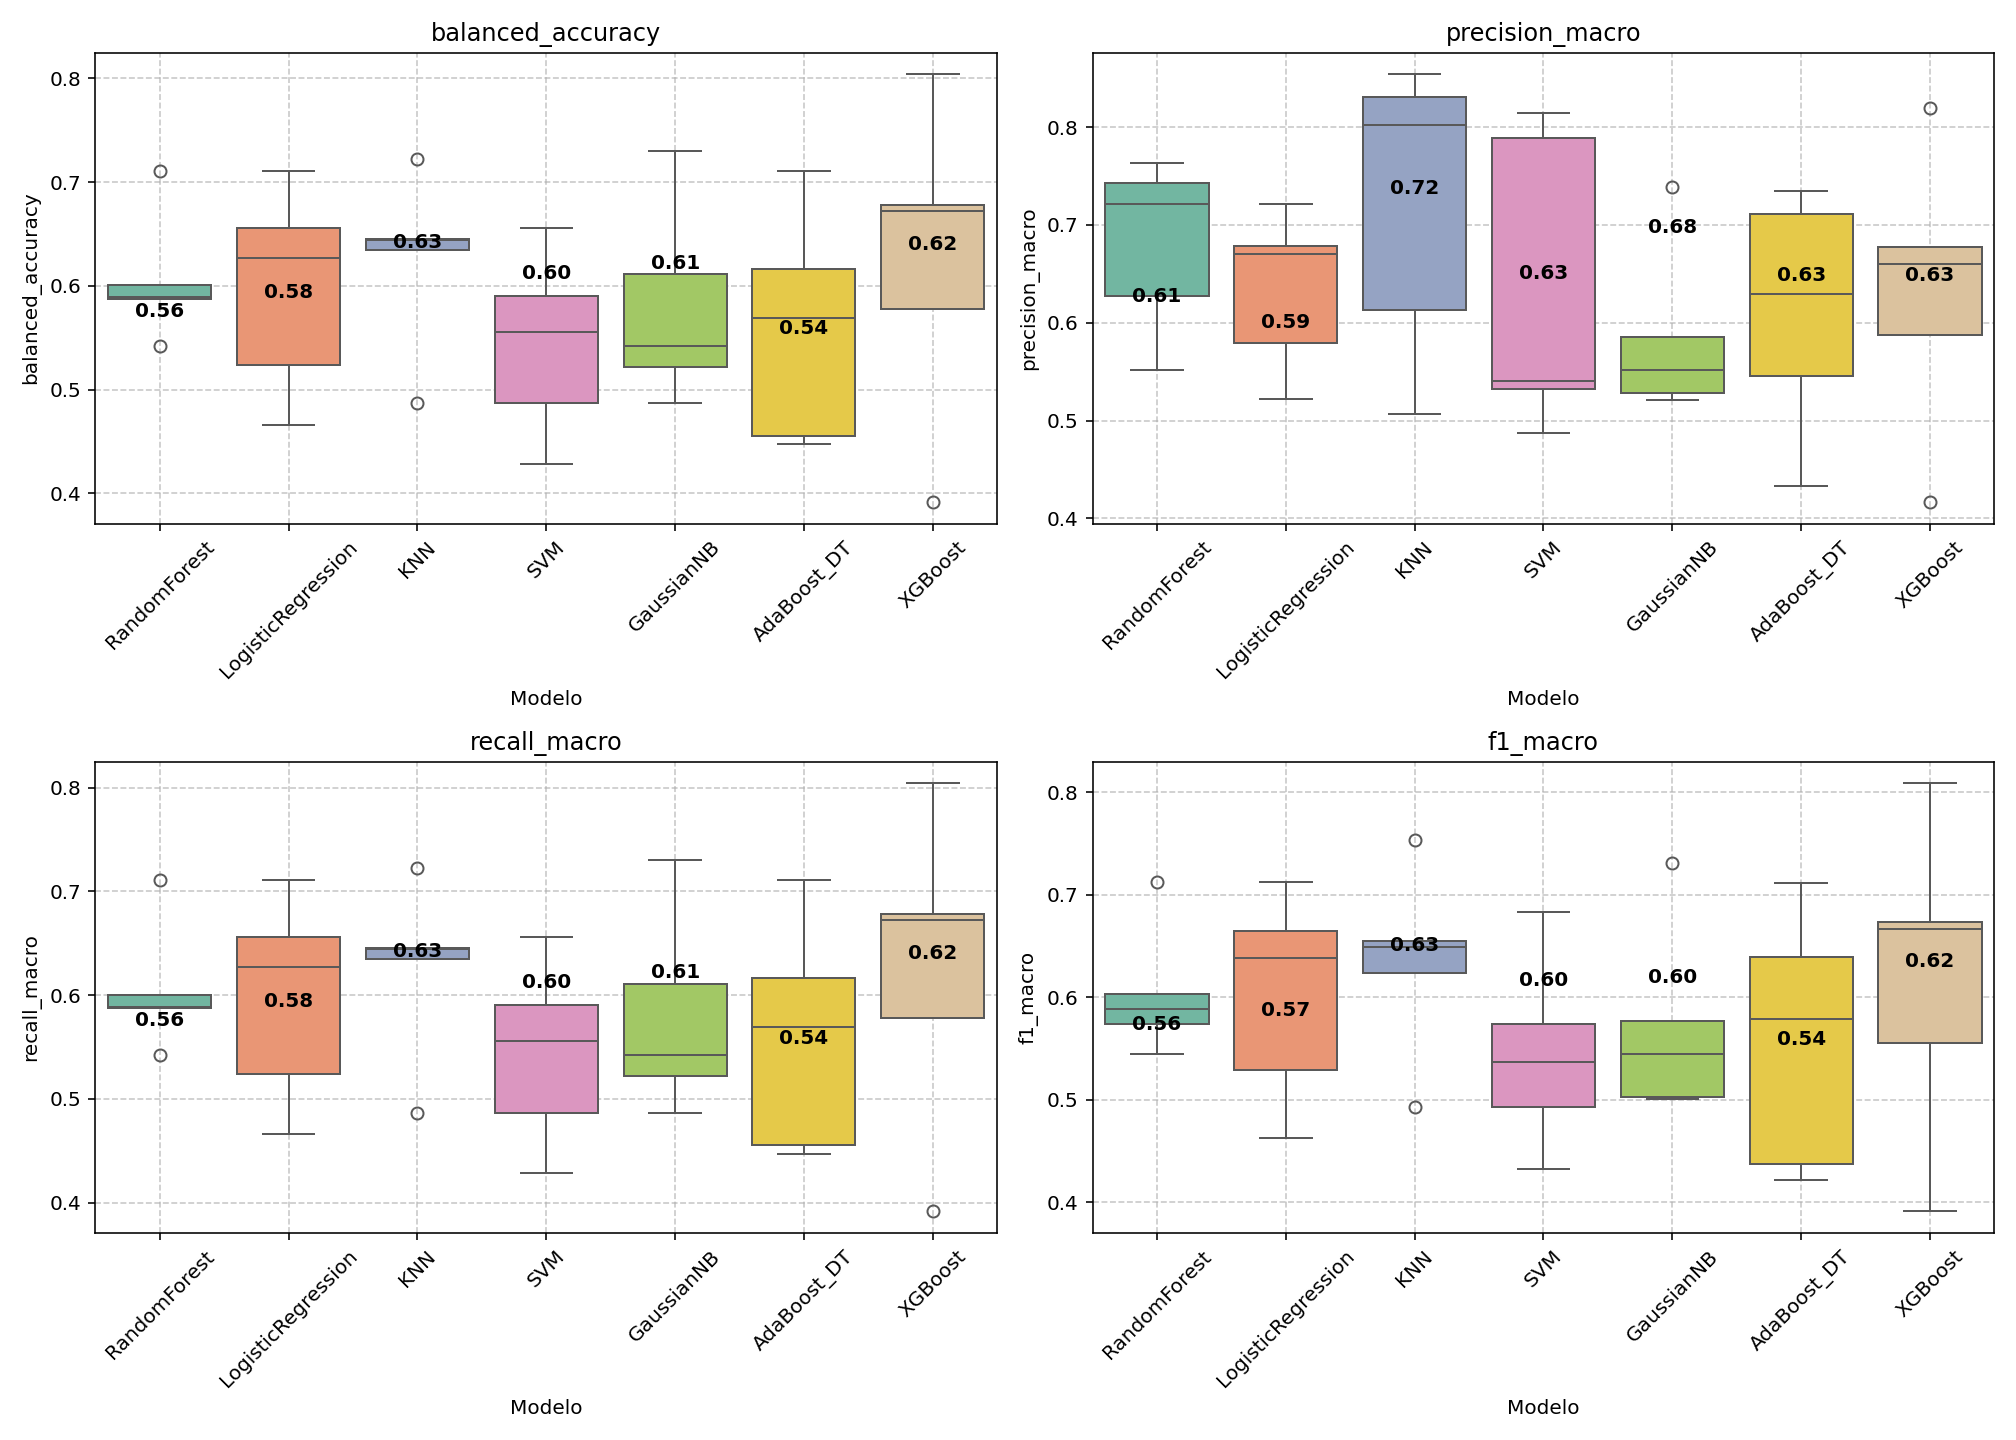 balanced_accuracy
balanced_accuracy
0.8
0.7
0.6
0.5
0.4
0.56
0.58
0.63
0.60
0.61
0.54
0.62
RandomForest
LogisticRegression
KNN
SVM
GaussianNB
AdaBoost_DT
XGBoost
Modelo
precision_macro
precision_macro
0.8
0.7
0.6
0.5
0.4
0.61
0.59
0.72
0.63
0.68
0.63
0.63
RandomForest
LogisticRegression
KNN
SVM
GaussianNB
AdaBoost_DT
XGBoost
Modelo
recall_macro
recall_macro
0.8
0.7
0.6
0.5
0.4
0.56
0.58
0.63
0.60
0.61
0.54
0.62
RandomForest
LogisticRegression
KNN
SVM
GaussianNB
AdaBoost_DT
XGBoost
Modelo
f1_macro
f1_macro
0.8
0.7
0.6
0.5
0.4
0.56
0.57
0.63
0.60
0.60
0.54
0.62
RandomForest
LogisticRegression
KNN
SVM
GaussianNB
AdaBoost_DT
XGBoost
Modelo